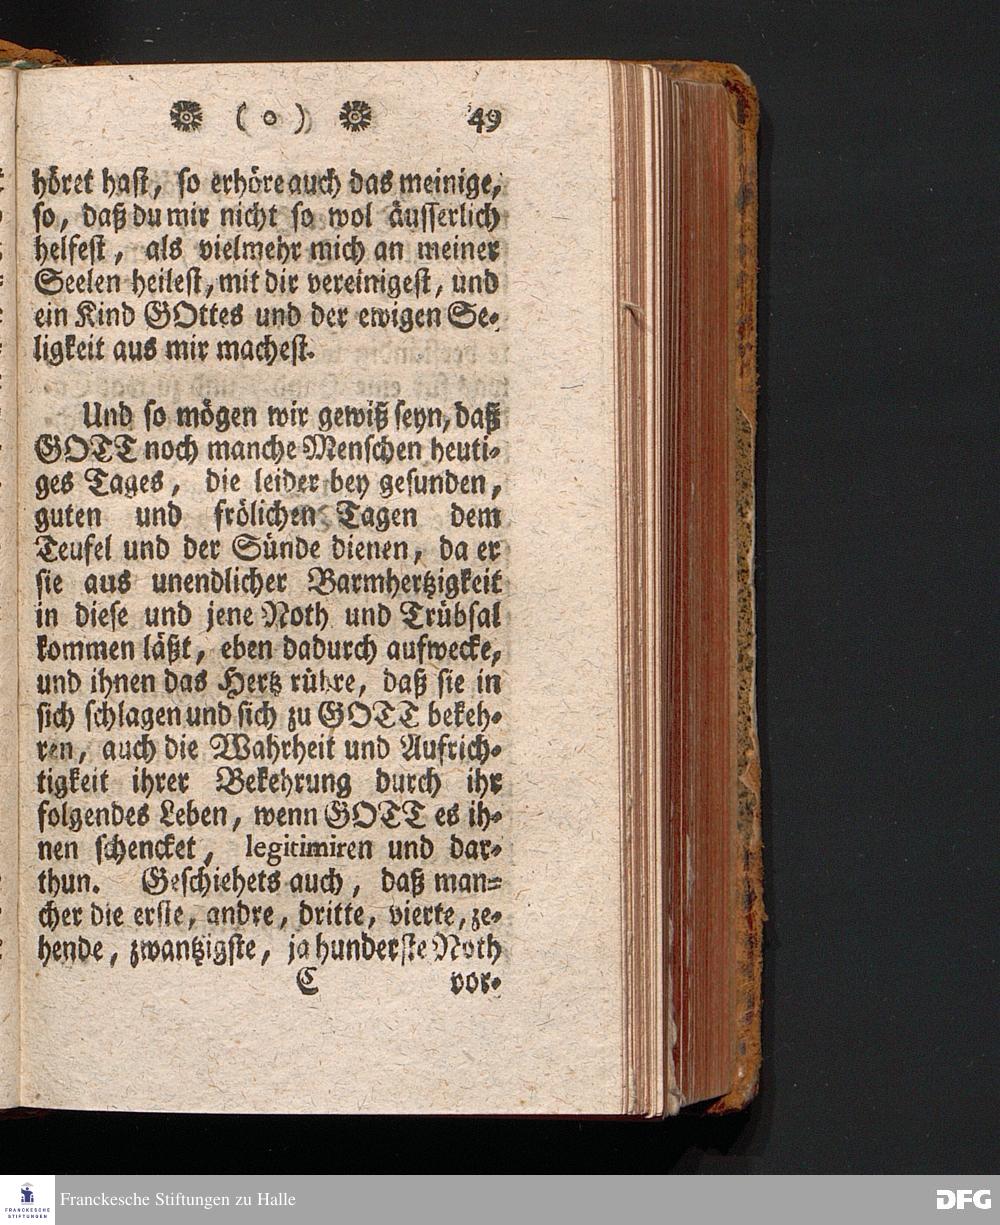 ( o ) 49
höret hast, so erhöre auch das meinige,
so, daß du mir nicht so wol äusserlich
helfest, als vielmehr mich an meiner
Seelen heilest, mit dir vereinigest, und
ein Kind GOttes und der ewigen Se-
ligkeit aus mir machest.
Und so mögen wir gewiß seyn, daß
GOTT noch manche Menschen heuti-
ges Tages, die leider bey gesunden,
guten und frölichen Tagen dem
Teufel und der Sünde dienen, da er
sie aus unendlicher Barmhertzigkeit
in diese und jene Noth und Trübsal
kommen läßt, eben dadurch aufwecke,
und ihnen das Hertz rühre, daß sie in
sich schlagen und sich zu GOTT bekeh-
ren, auch die Wahrheit und Aufrich-
tigkeit ihrer Bekehrung durch ihr
folgendes Leben, wenn GOTT es ih-
nen schencket, legitimiren und dar-
thun. Geschiehets auch, daß man-
cher die erste, andre, dritte, vierte, ze-
hende, zwantzigste, ja hunderste Noth
C vor-
FRANCKESCHE
STIFTUNGEN
Franckesche Stiftungen zu Halle
DFG